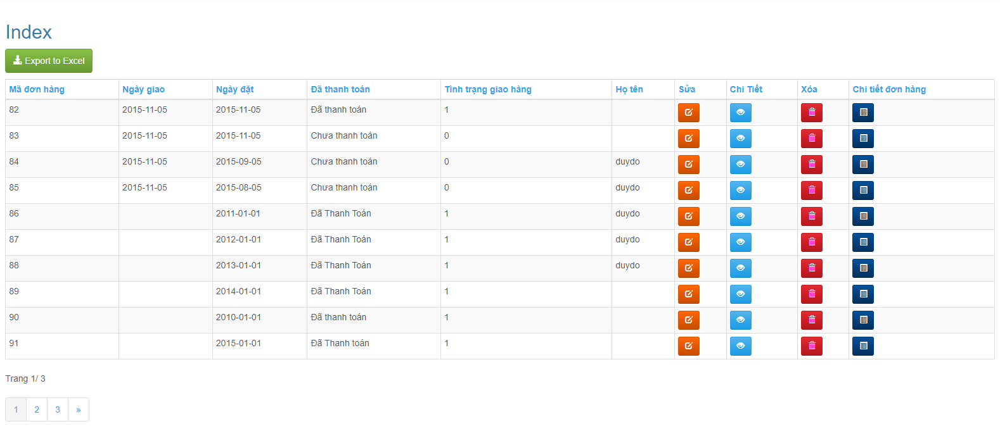 Index
Export to Excel
Mã đơn hàng Ngày giao Ngày đặt Đã thanh toán Tình trạng giao hàng Họ tên Sửa Chi Tiết Xóa Chi tiết đơn hàng
82 2015-11-05 2015-11-05 Đã thanh toán 1
83 2015-11-05 2015-11-05 Chưa thanh toán 0
84 2015-11-05 2015-09-05 Chưa thanh toán 0 duydo
85 2015-11-05 2015-08-05 Chưa thanh toán 0 duydo
86 2011-01-01 Đã Thanh Toán 1 duydo
87 2012-01-01 Đã Thanh Toán 1 duydo
88 2013-01-01 Đã Thanh Toán 1 duydo
89 2014-01-01 Đã Thanh Toán 1
90 2010-01-01 Đã thanh toán 1
91 2015-01-01 Đã Thanh toán 1
Trang 1/ 3
1 2 3 »